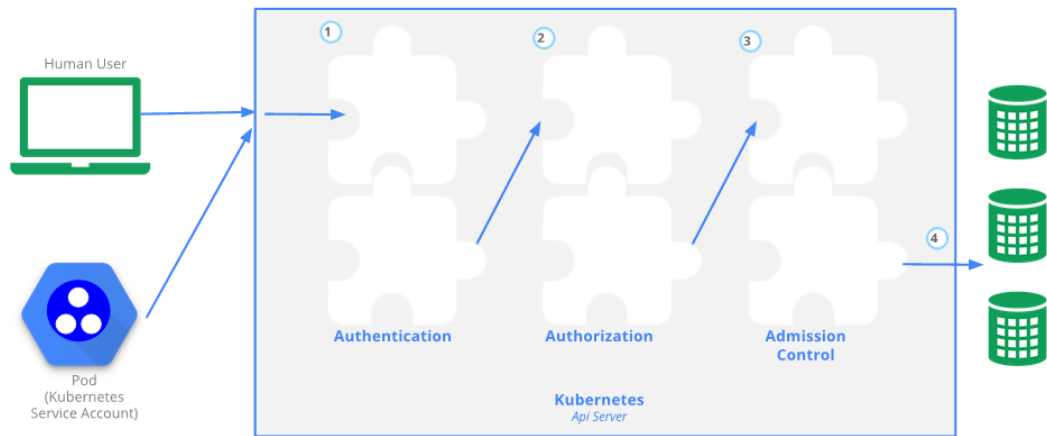 Human User
1
2
3
4
Authentication
Authorization
Admission
Control
Pod
(Kubernetes
Service Account)
Kubernetes
Api Server